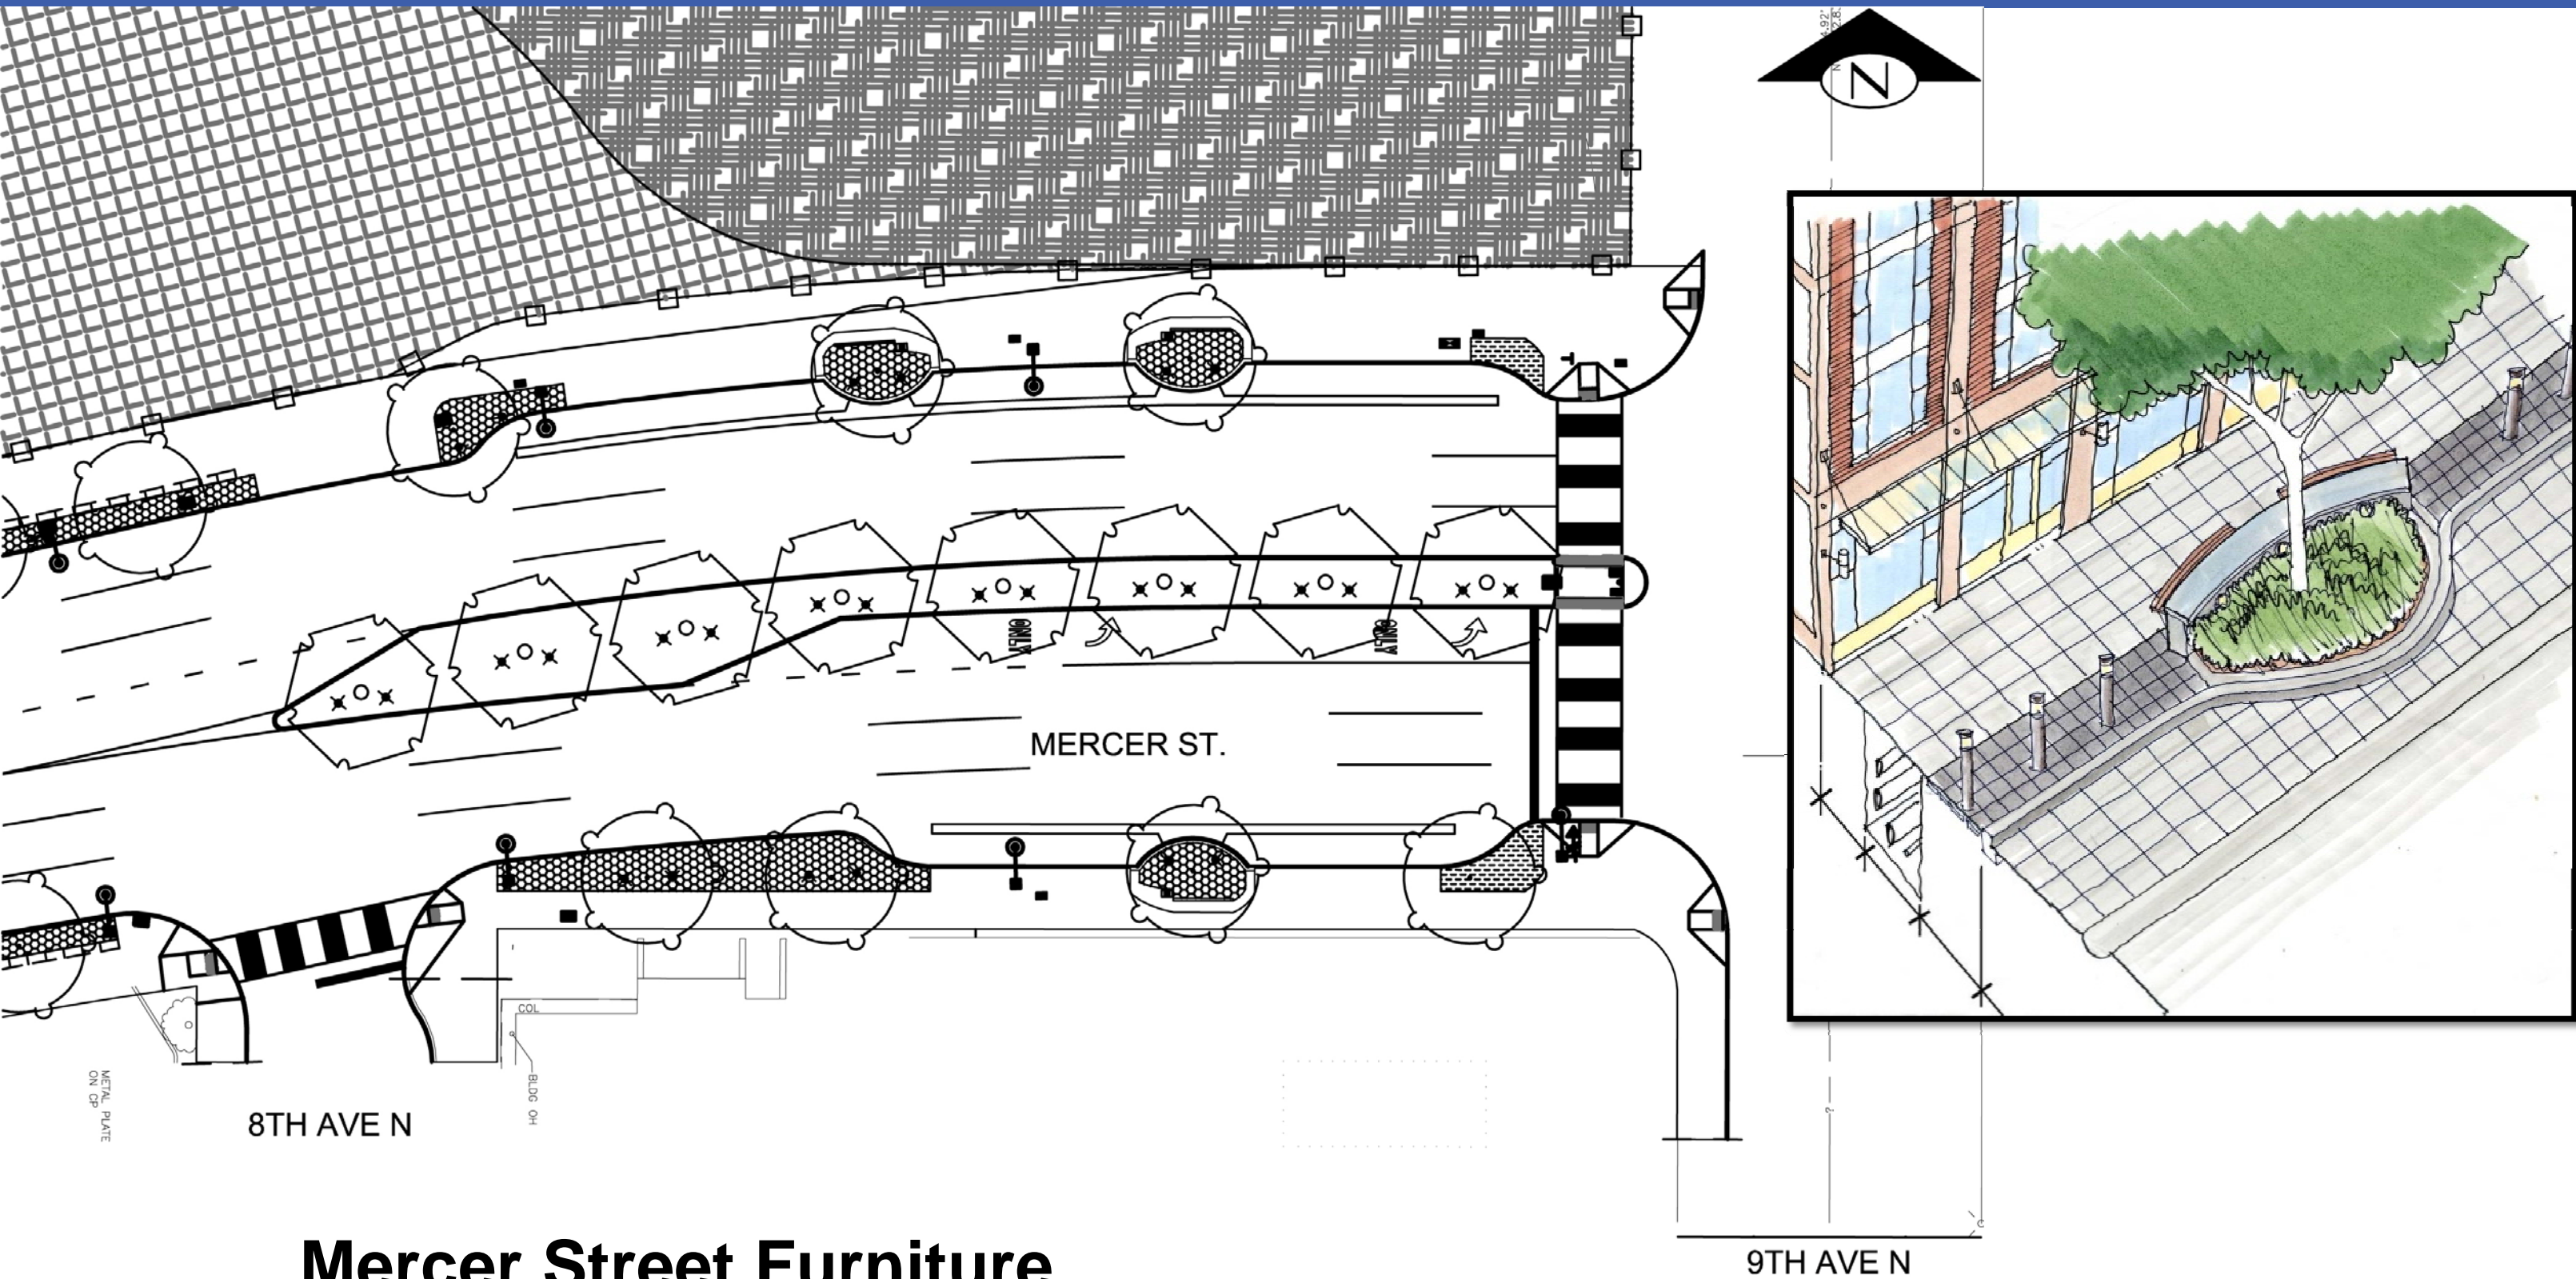 N
ONLY
ONLY
MERCER ST.
COL
METAL PLATE
ON CP
BLDG OH
8TH AVE N
?
9TH AVE N
Mercer Street Furniture